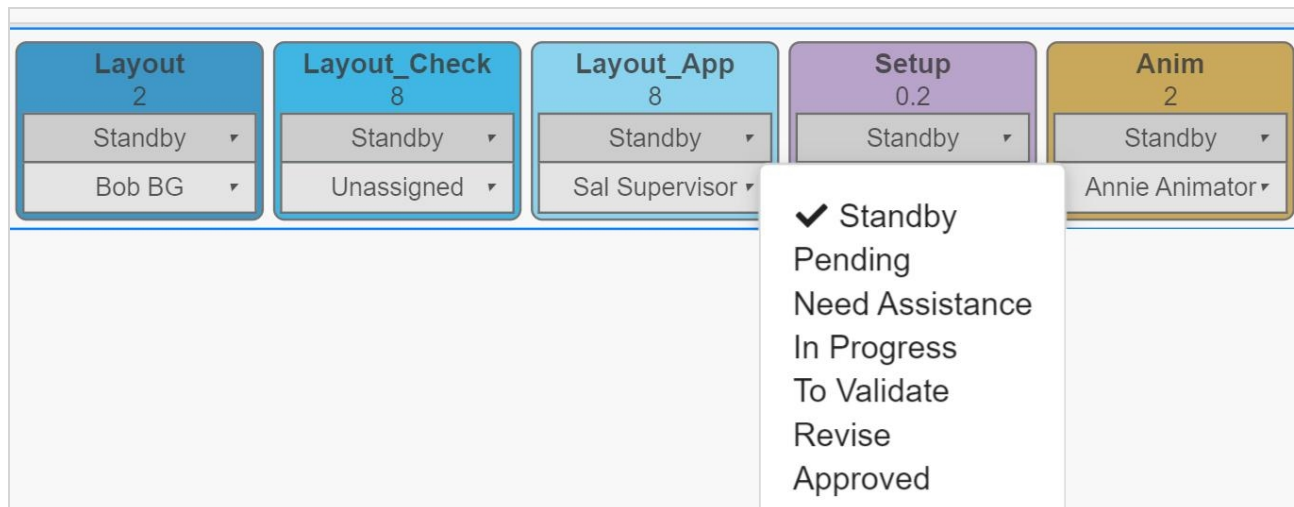 Layout
2
Standby
Bob BG
Layout_Check
8
Standby
Unassigned
Layout_App
8
Standby
Sal Supervisor
Setup
0.2
Standby
Anim
2
Standby
Annie Animator
Standby
Pending
Need Assistance
In Progress
To Validate
Revise
Approved